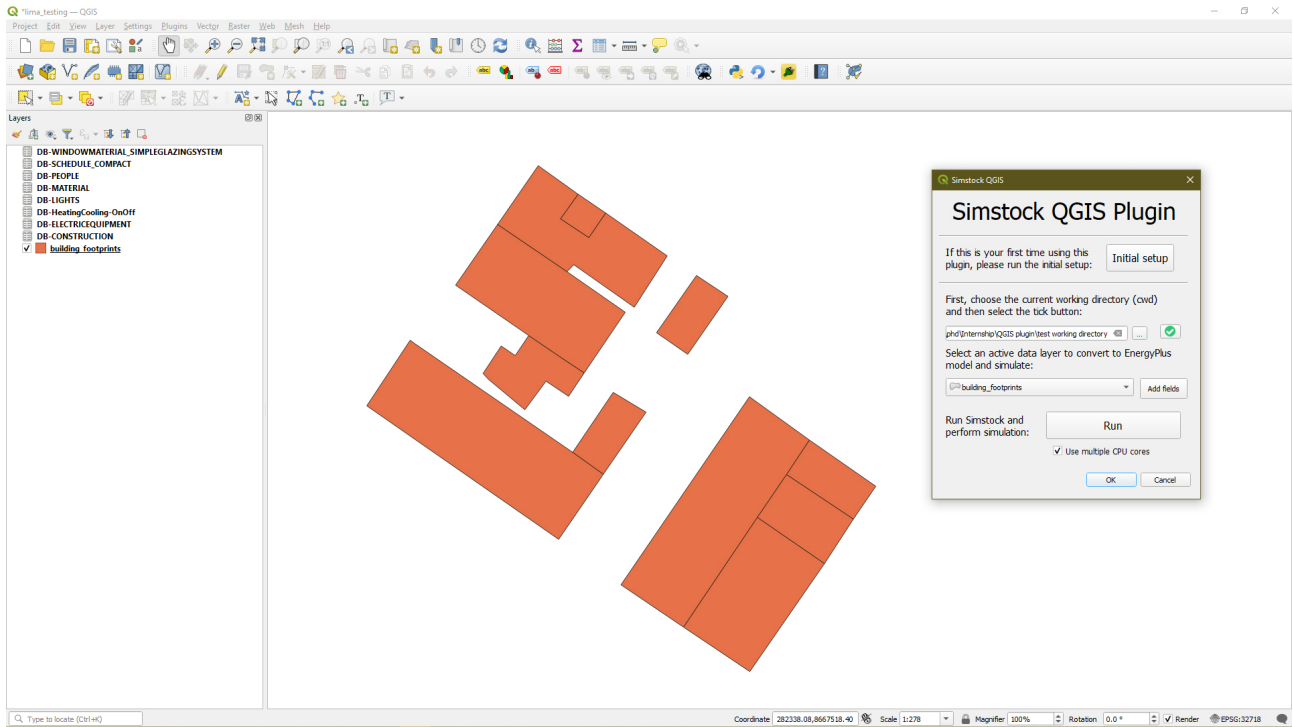 *lima_testing — QGIS
Project Edit View Layer Settings Plugins Vector Raster Web Mesh Help
Layers
DB-WINDOWMATERIAL_SIMPLEGLAZINGSYSTEM
DB-SCHEDULE_COMPACT
DB-PEOPLE
DB-MATERIAL
DB-LIGHTS
DB-HeatingCooling-OnOff
DB-ELECTRICEQUIPMENT
DB-CONSTRUCTION
building_footprints
Simstock QGIS
Simstock QGIS Plugin
If this is your first time using this
plugin, please run the initial setup:
Initial setup
First, choose the current working directory (cwd)
and then select the tick button:
phd\Internship\QGIS plugin\test working directory
...
Select an active data layer to convert to EnergyPlus
model and simulate:
building_footprints
Add fields
Run Simstock and
perform simulation:
Run
Use multiple CPU cores
OK
Cancel
Type to locate (Ctrl+K)
Coordinate 282338.08,8667518.40 Scale 1:278 Magnifier 100% Rotation 0.0 ° Render EPSG:32718